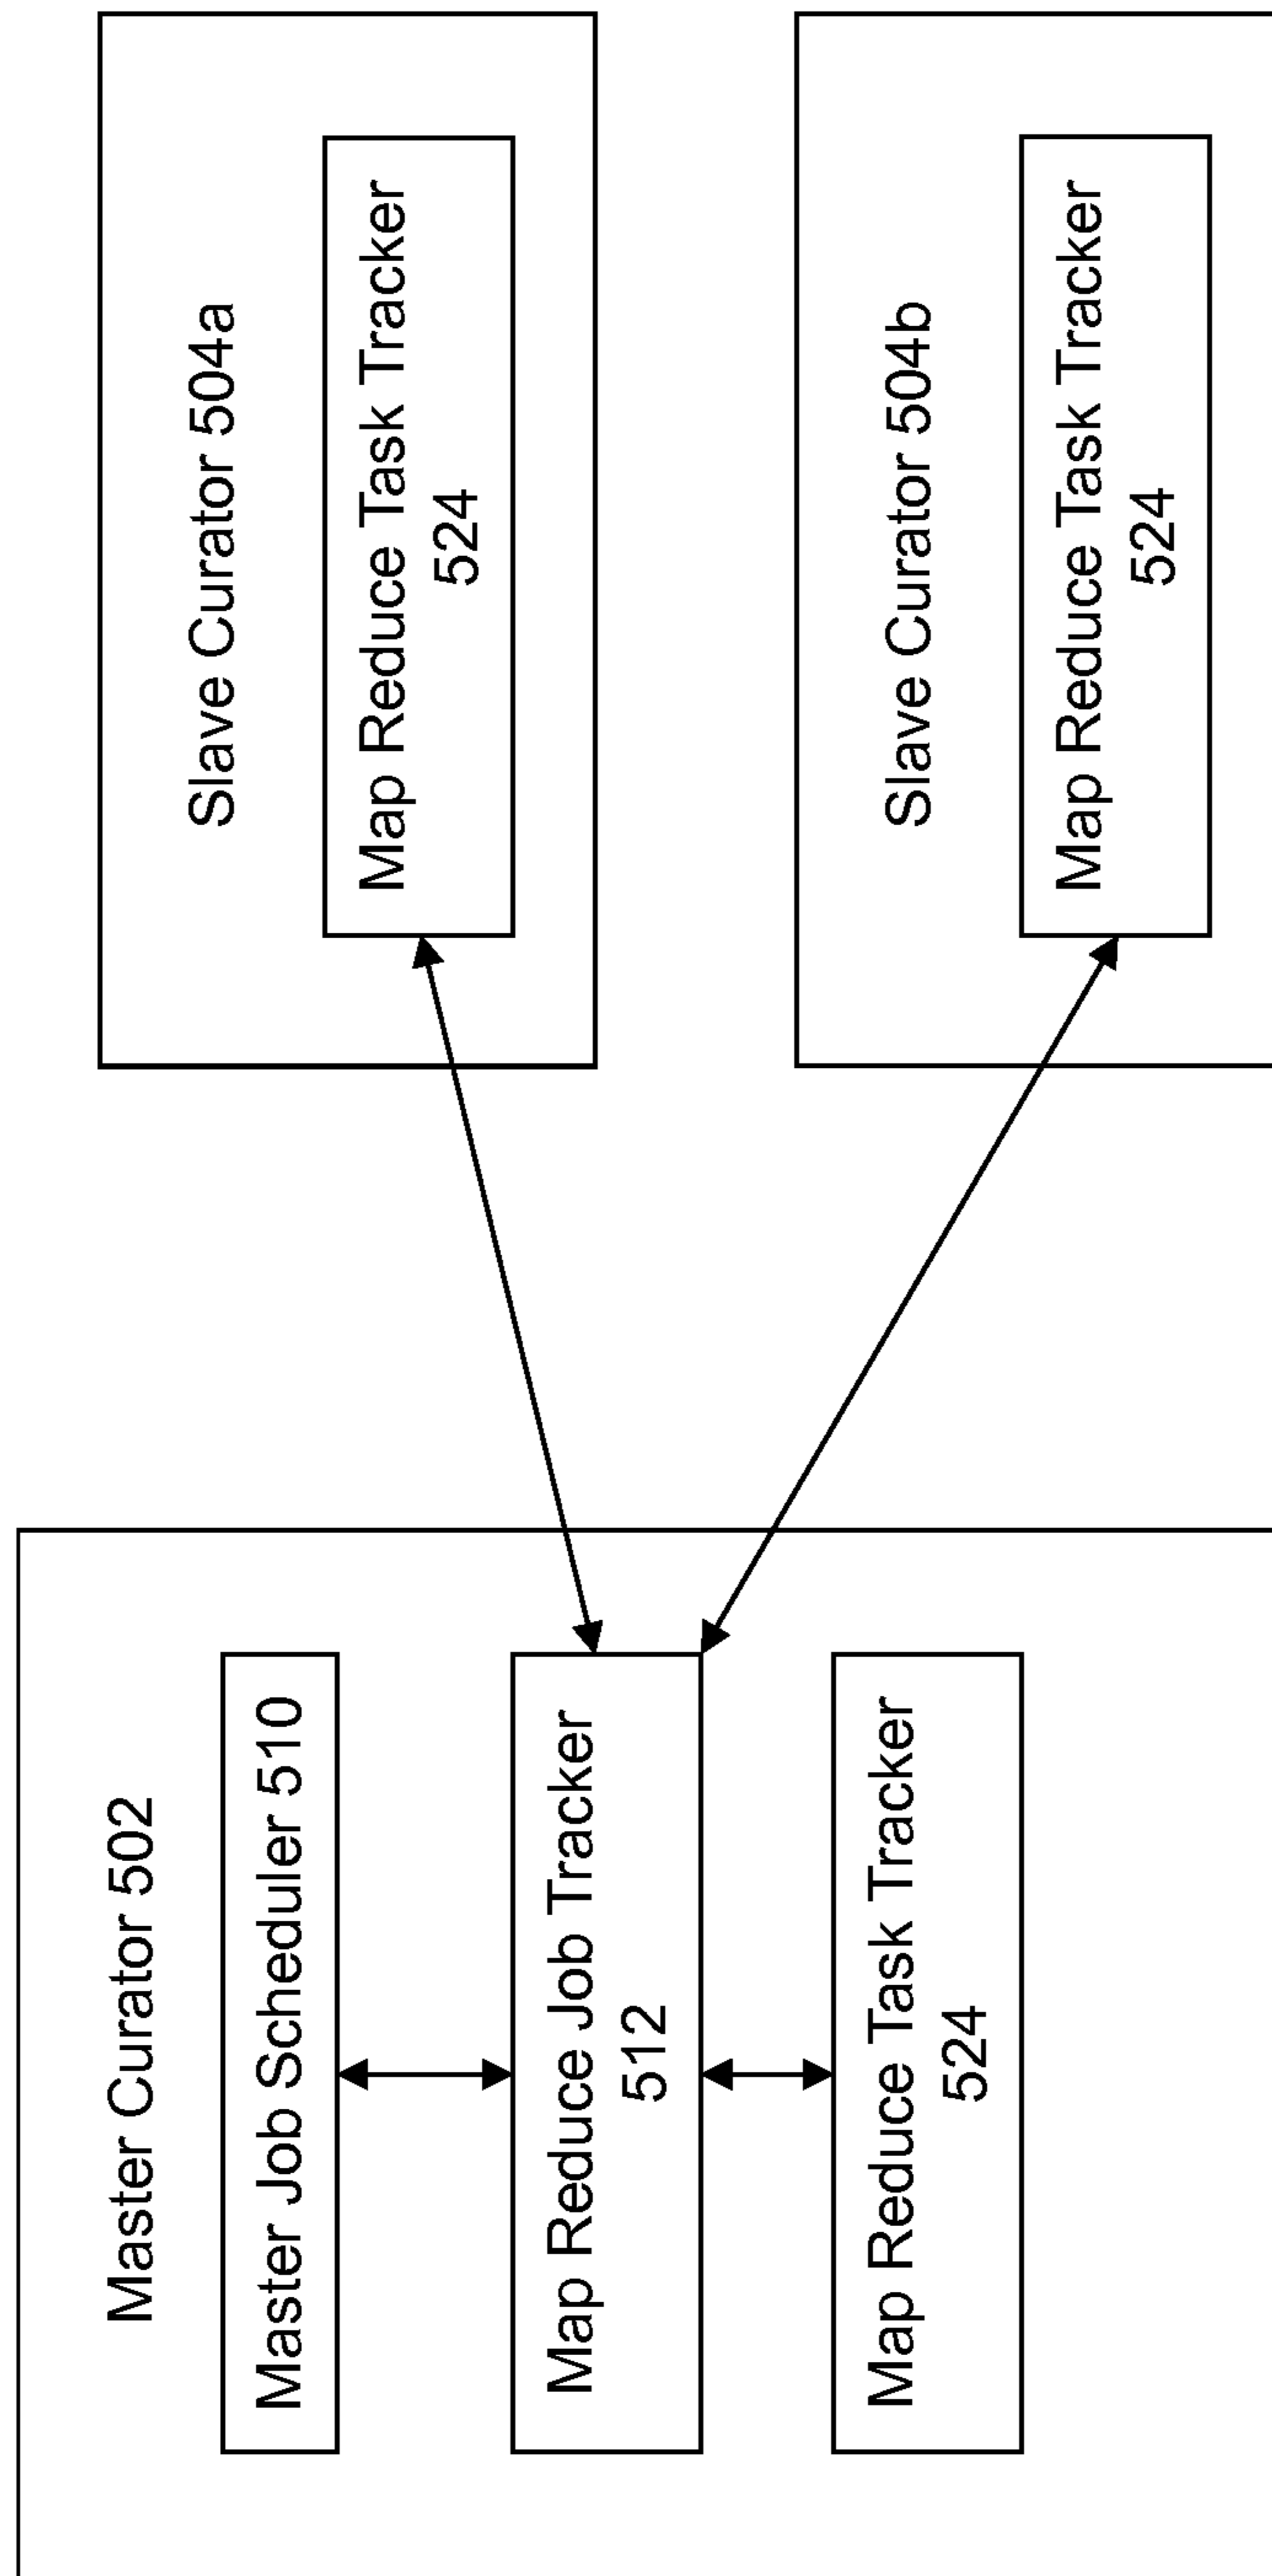 Master Curator 502
Master Job Scheduler 510
Map Reduce Job Tracker
512
Map Reduce Task Tracker
524
Slave Curator 504a
Map Reduce Task Tracker
524
Slave Curator 504b
Map Reduce Task Tracker
524